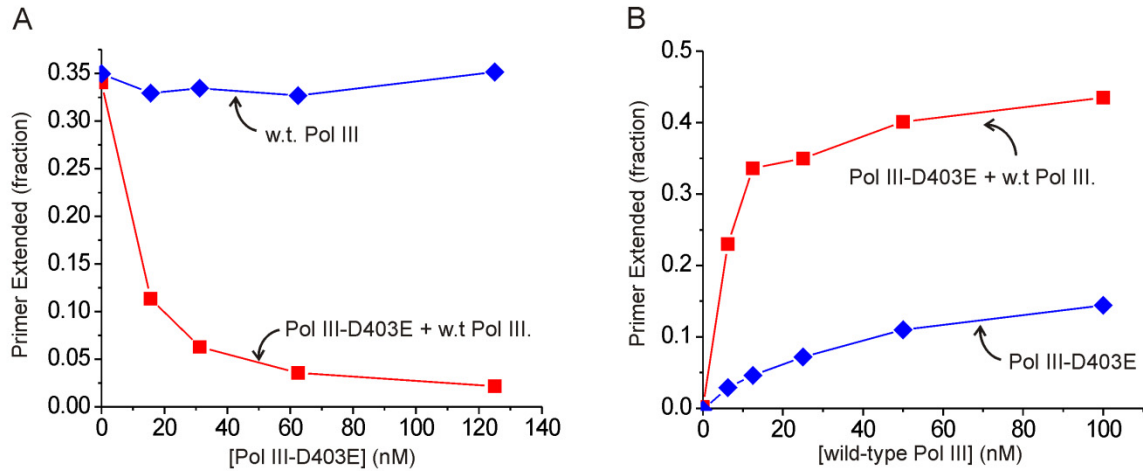 A
Primer Extended (fraction)
0.35
0.30
0.25
0.20
0.15
0.10
0.05
0.00
w.t. Pol III
Pol III-D403E + w.t Pol III.
0
20
40
60
80
100
120
140
[Pol III-D403E] (nM)
B
Primer Extended (fraction)
0.5
0.4
0.3
0.2
0.1
0.0
Pol III-D403E + w.t Pol III.
Pol III-D403E
0
20
40
60
80
100
[wild-type Pol III] (nM)